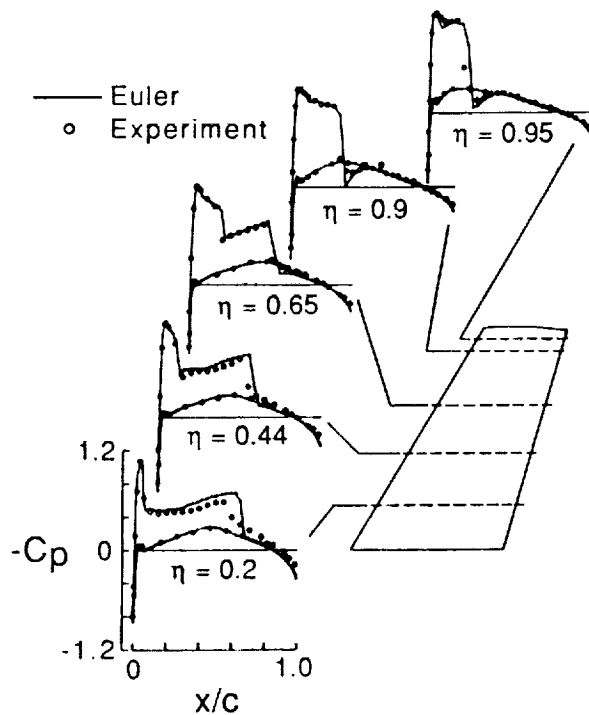 Euler
Experiment
η = 0.95
η = 0.9
η = 0.65
η = 0.44
1.2
-Cp
0
η = 0.2
-1.2
0
1.0
x/c